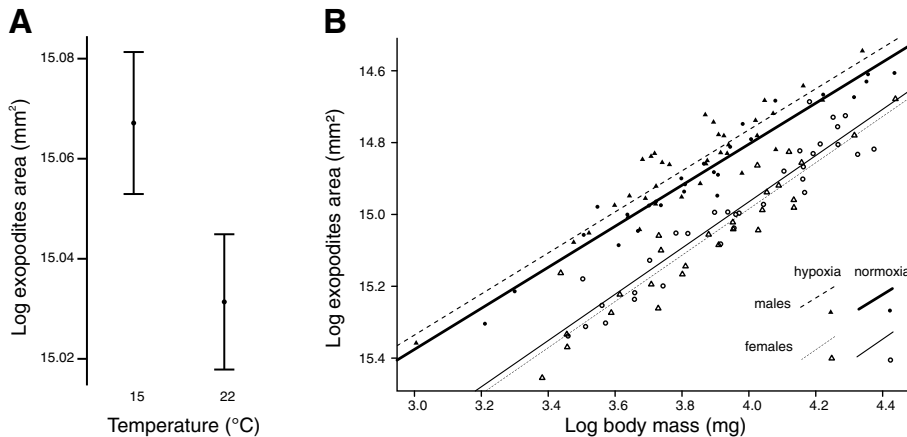 A
Log exopodites area (mm²)
15.08
15.06
15.04
15.02
15
22
Temperature (°C)
B
Log exopodites area (mm²)
14.6
14.8
15.0
15.2
15.4
3.0
3.2
3.4
3.6
3.8
4.0
4.2
4.4
Log body mass (mg)
hypoxia normoxia
males
females